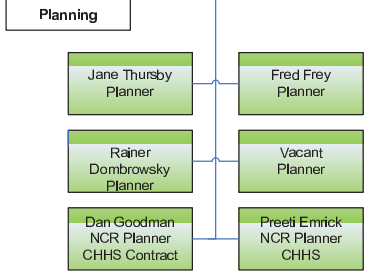 Planning
Jane Thursby
Planner
Fred Frey
Planner
Rainer
Dombrowsky
Planner
Vacant
Planner
Dan Goodman
NCR Planner
CHHS Contract
Preeti Emrick
NCR Planner
CHHS